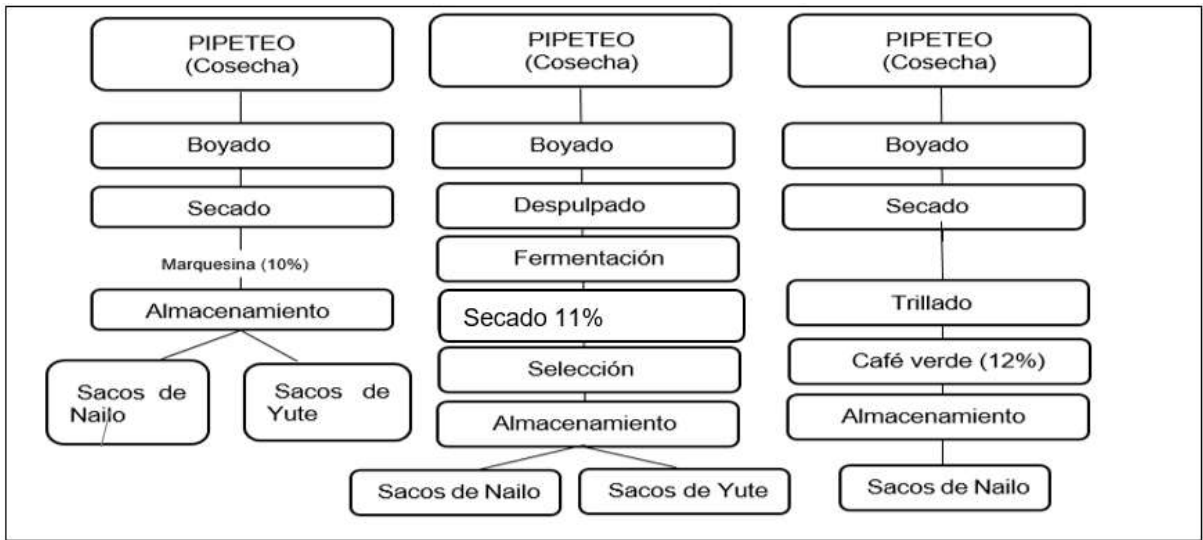 PIPETEO
(Cosecha)
Boyado
Secado
Marquesina (10%)
Almacenamiento
Sacos de
Nailo
Sacos de
Yute
PIPETEO
(Cosecha)
Boyado
Despulpado
Fermentación
Secado 11%
Selección
Almacenamiento
Sacos de Nailo
Sacos de Yute
PIPETEO
(Cosecha)
Boyado
Secado
Trillado
Café verde (12%)
Almacenamiento
Sacos de Nailo